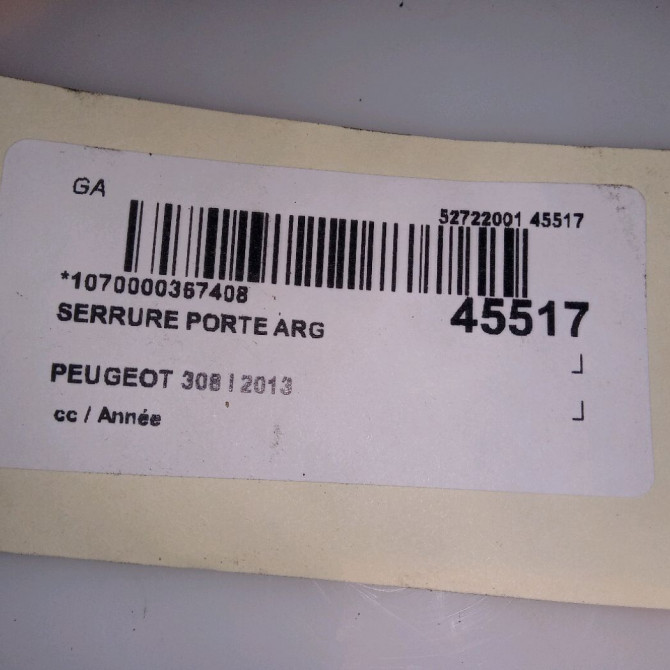 GA
52722001 45517
*1070000367408
45517
SERRURE PORTE ARG
PEUGEOT 308 I 2013
cc / Année